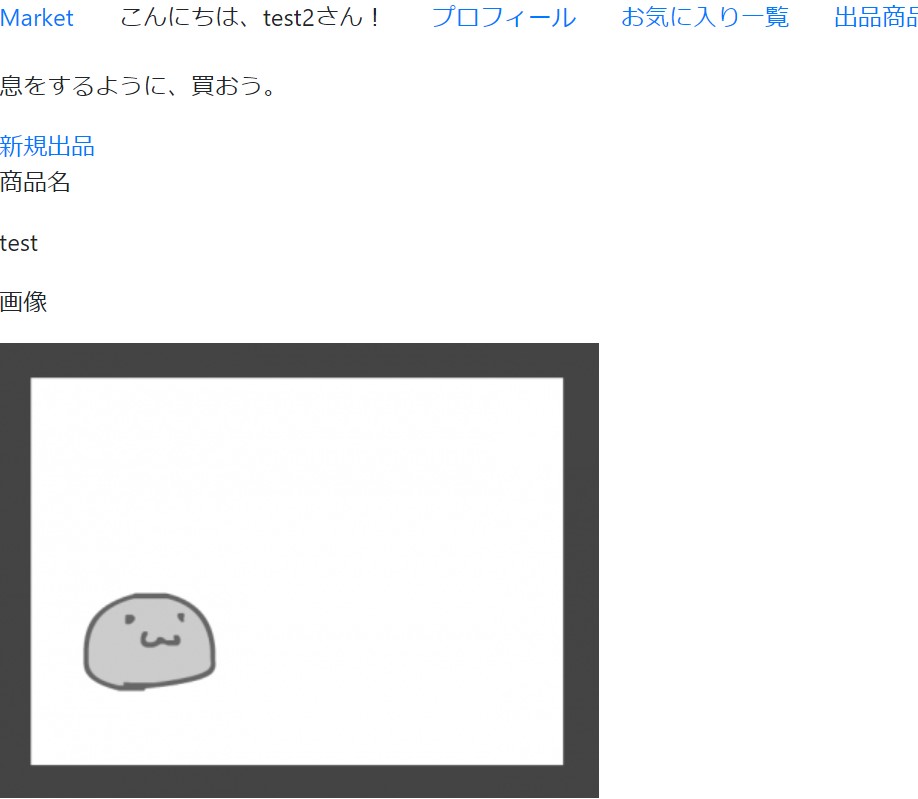 Market こんにちは、test2さん！ プロフィール お気に入り一覧 出品商品
息をするように、買おう。
新規出品
商品名
test
画像